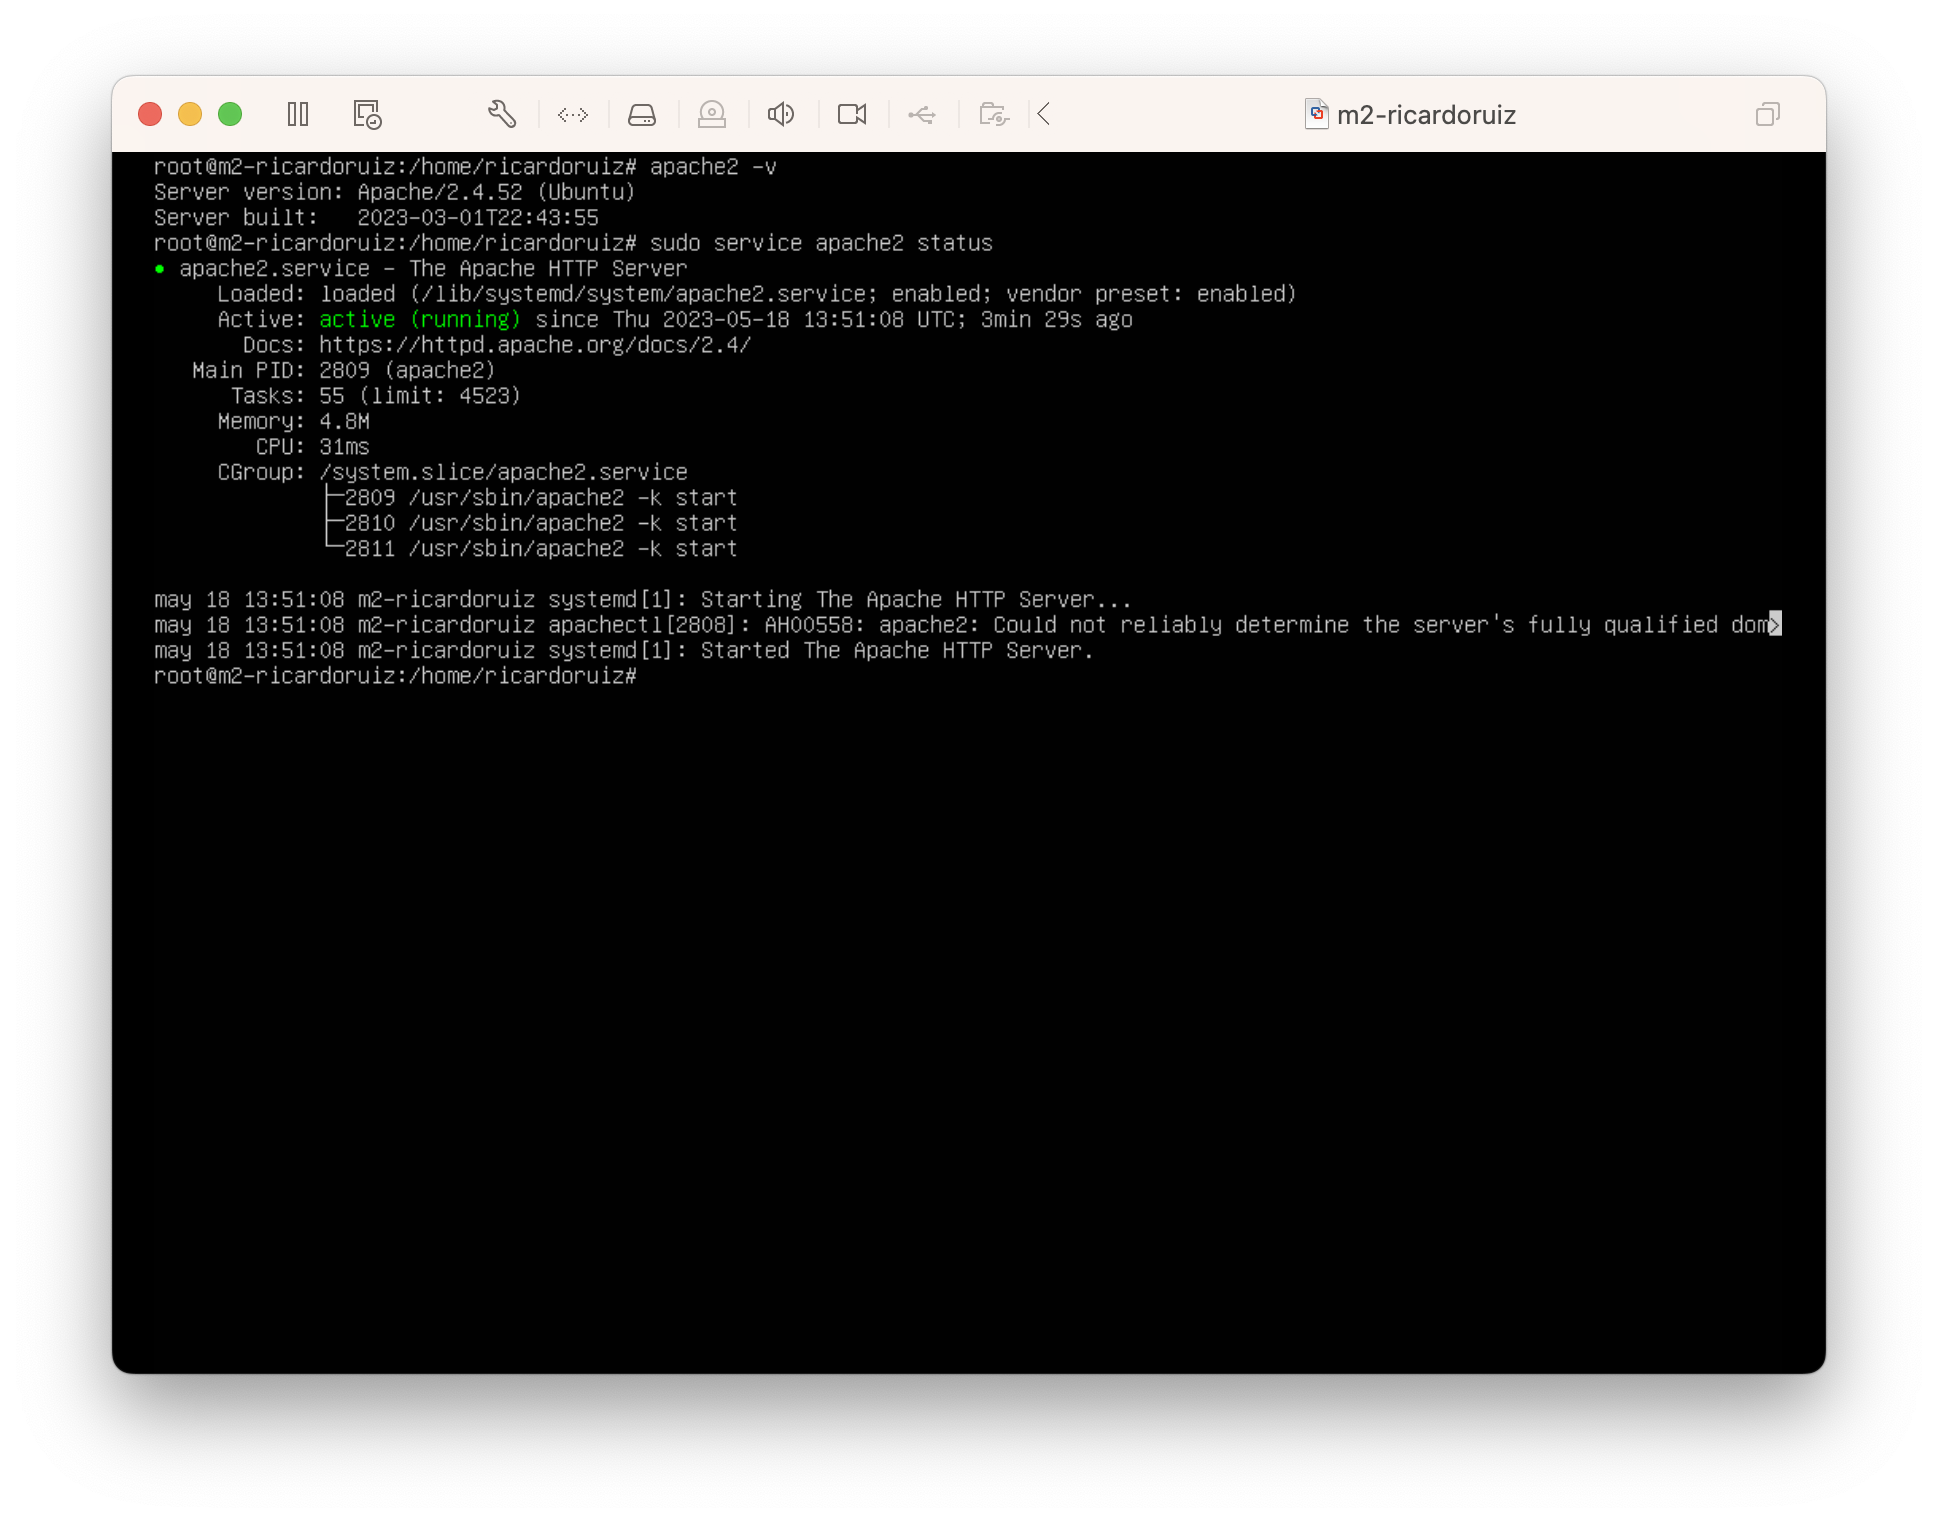 m2-ricardoruiz
root@m2-ricardoruiz:/home/ricardoruiz# apache2 -v
Server version: Apache/2.4.52 (Ubuntu)
Server built:   2023-03-01T22:43:55
root@m2-ricardoruiz:/home/ricardoruiz# sudo service apache2 status
● apache2.service - The Apache HTTP Server
     Loaded: loaded (/lib/systemd/system/apache2.service; enabled; vendor preset: enabled)
     Active: active (running) since Thu 2023-05-18 13:51:08 UTC; 3min 29s ago
       Docs: https://httpd.apache.org/docs/2.4/
   Main PID: 2809 (apache2)
      Tasks: 55 (limit: 4523)
     Memory: 4.8M
        CPU: 31ms
     CGroup: /system.slice/apache2.service
             ├─2809 /usr/sbin/apache2 -k start
             ├─2810 /usr/sbin/apache2 -k start
             └─2811 /usr/sbin/apache2 -k start
may 18 13:51:08 m2-ricardoruiz systemd[1]: Starting The Apache HTTP Server...
may 18 13:51:08 m2-ricardoruiz apachectl[2808]: AH00558: apache2: Could not reliably determine the server's fully qualified dom>
may 18 13:51:08 m2-ricardoruiz systemd[1]: Started The Apache HTTP Server.
root@m2-ricardoruiz:/home/ricardoruiz#